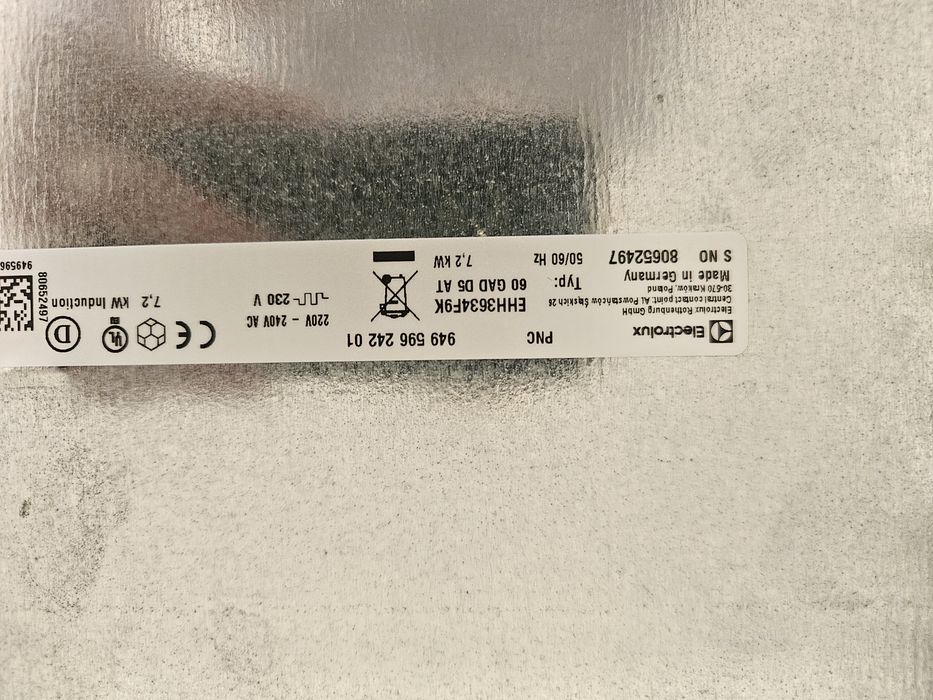 Electrolux
Electrolux Rothenburg GmbH
Central contact point, Al. Powstańców Śląskich 26
30-570 Kraków, Poland
Made in Germany
S NO 80652497
PNC 949 596 242 01
EHH3634F9K
Typ: 60 GAD D5 AT
50/60 Hz 7,2 kW
220V – 240V AC
230 V
CE
D
7,2 kW Induction
80652497
949596